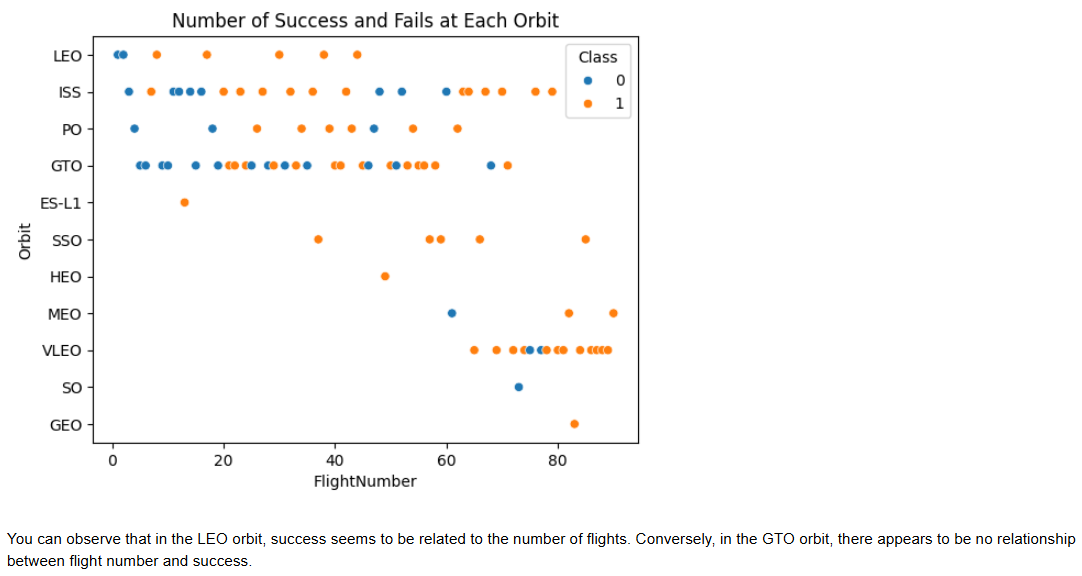 Number of Success and Fails at Each Orbit
Class
0
1
LEO
ISS
PO
GTO
ES-L1
SSO
HEO
MEO
VLEO
SO
GEO
Orbit
0 20 40 60 80
FlightNumber
You can observe that in the LEO orbit, success seems to be related to the number of flights. Conversely, in the GTO orbit, there appears to be no relationship
between flight number and success.